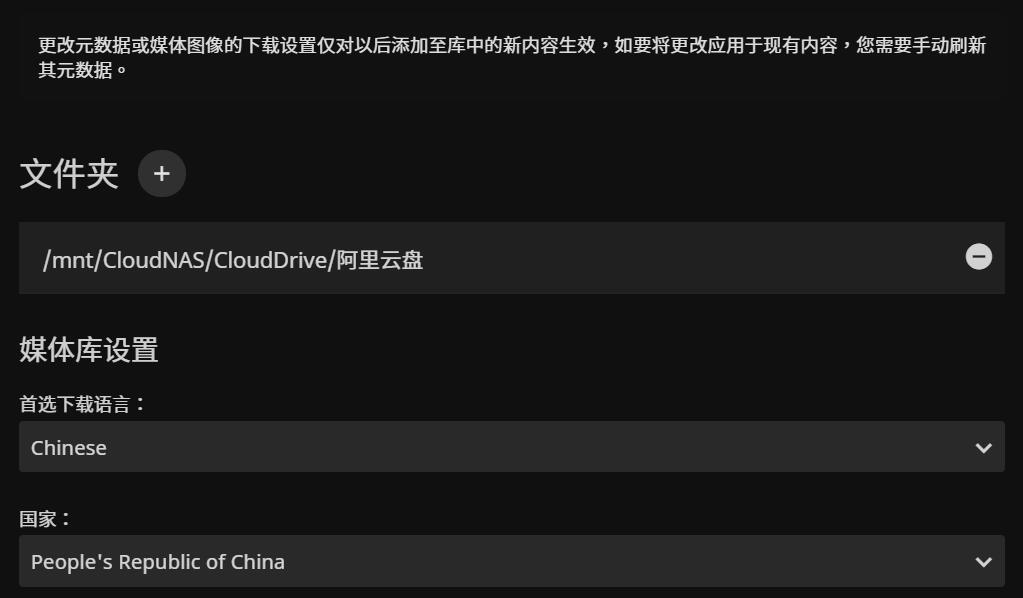 更改元数据或媒体图像的下载设置仅对以后添加至库中的新内容生效，如要将更改应用于现有内容，您需要手动刷新
其元数据。
文件夹 +
/mnt/CloudNAS/CloudDrive/阿里云盘
媒体库设置
首选下载语言：
Chinese
国家：
People's Republic of China